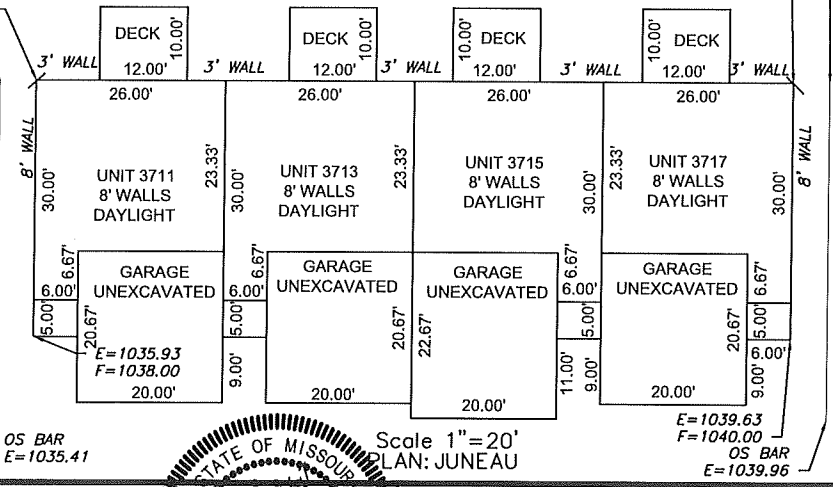 DECK 10.00' 12.00'
DECK 10.00' 12.00'
DECK 10.00' 12.00'
DECK 10.00' 12.00'
3' WALL 3' WALL 3' WALL 3' WALL 3' WALL
26.00' 26.00' 26.00' 26.00'
8' WALL
30.00'
UNIT 3711
8' WALLS
DAYLIGHT
23.33'
30.00'
UNIT 3713
8' WALLS
DAYLIGHT
UNIT 3715
8' WALLS
DAYLIGHT
30.00'
23.33'
UNIT 3717
8' WALLS
DAYLIGHT
30.00'
8' WALL
6.67'
6.00'
5.00'
20.67'
GARAGE
UNEXCAVATED
E=1035.93
F=1038.00
20.00'
6.67'
6.00'
5.00'
9.00'
GARAGE
UNEXCAVATED
20.67'
20.00'
22.67'
GARAGE
UNEXCAVATED
20.00'
6.67'
6.00'
5.00'
11.00'
9.00'
GARAGE
UNEXCAVATED
20.67'
20.00'
6.67'
5.00'
6.00'
9.00'
E=1039.63
F=1040.00
OS BAR
E=1039.96
OS BAR
E=1035.41
STATE OF MISSOUR
Scale 1"=20'
PLAN: JUNEAU